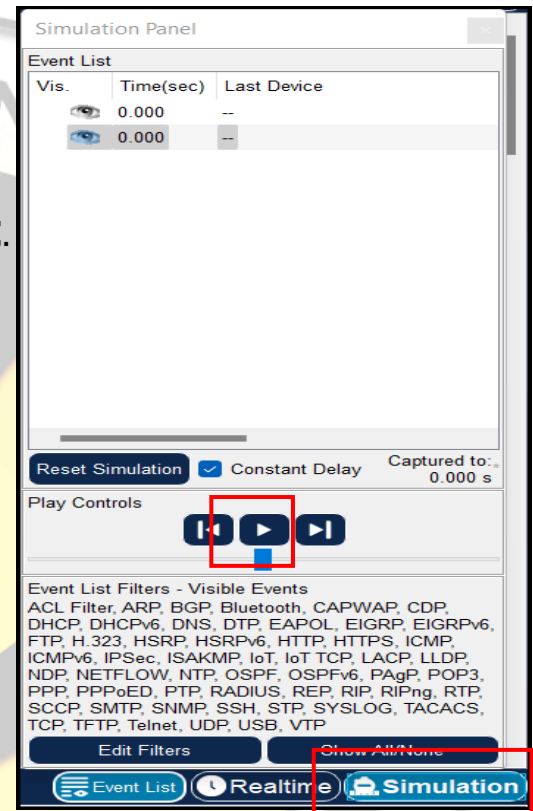 Simulation Panel
Event List
Vis. Time(sec) Last Device
0.000 --
0.000 --
Reset Simulation Constant Delay Captured to:
0.000 s
Play Controls
Event List Filters - Visible Events
ACL Filter, ARP, BGP, Bluetooth, CAPWAP, CDP,
DHCP, DHCPv6, DNS, DTP, EAPOL, EIGRP, EIGRPv6,
FTP, H.323, HSRP, HSRPv6, HTTP, HTTPS, ICMP,
ICMPv6, IPSec, ISAKMP, IoT, IoT TCP, LACP, LLDP,
NDP, NETFLOW, NTP, OSPF, OSPFv6, PAgP, POP3,
PPP, PPPoED, PTP, RADIUS, REP, RIP, RIPng, RTP,
SCCP, SMTP, SNMP, SSH, STP, SYSLOG, TACACS,
TCP, TFTP, Telnet, UDP, USB, VTP
Edit Filters Show All/None
Event List Realtime Simulation